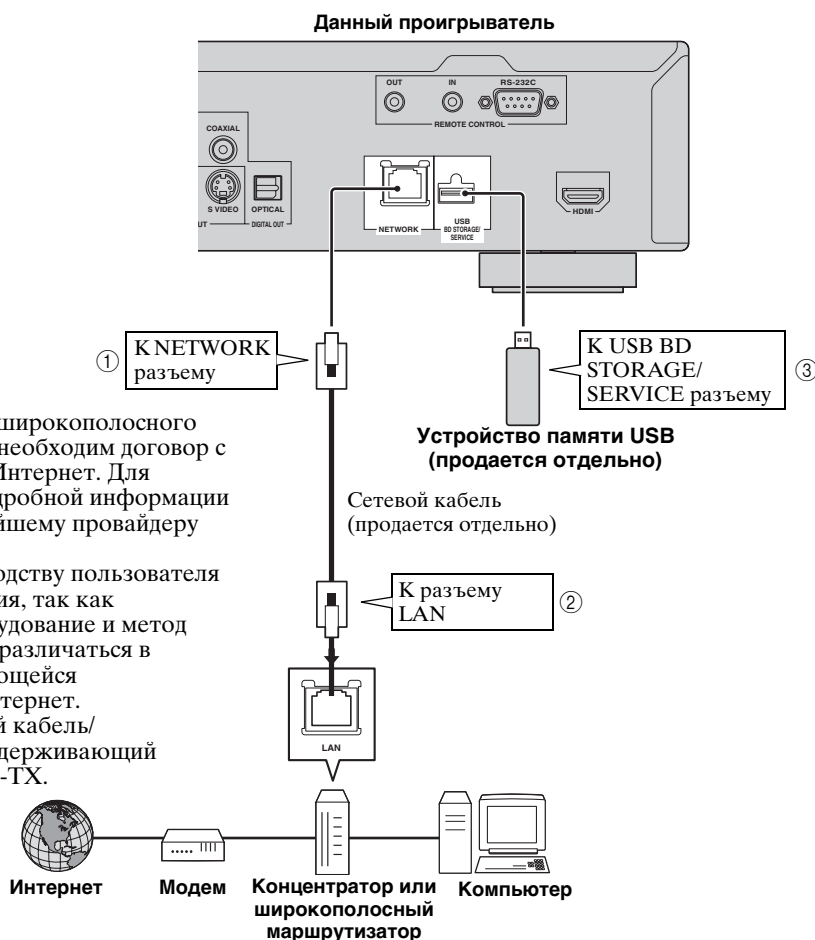 Данный проигрыватель
OUT
IN
RS-232C
REMOTE CONTROL
COAXIAL
S VIDEO
OPTICAL
UT
DIGITAL OUT
NETWORK
USB
BD STORAGE/
SERVICE
HDMI
① К NETWORK
разъему
К USB BD
STORAGE/
SERVICE разъему
③
широкополосного
необходим договор с
Интернет. Для
дробной информации
йшему провайдеру
Устройство памяти USB
(продается отдельно)
Сетевой кабель
(продается отдельно)
одству пользователя
ия, так как
удование и метод
различаться в
ющейся
тернет.
й кабель/
держивающий
-TX.
К разъему
LAN
②
LAN
Интернет
Модем
Концентратор или
широкополосный
маршрутизатор
Компьютер